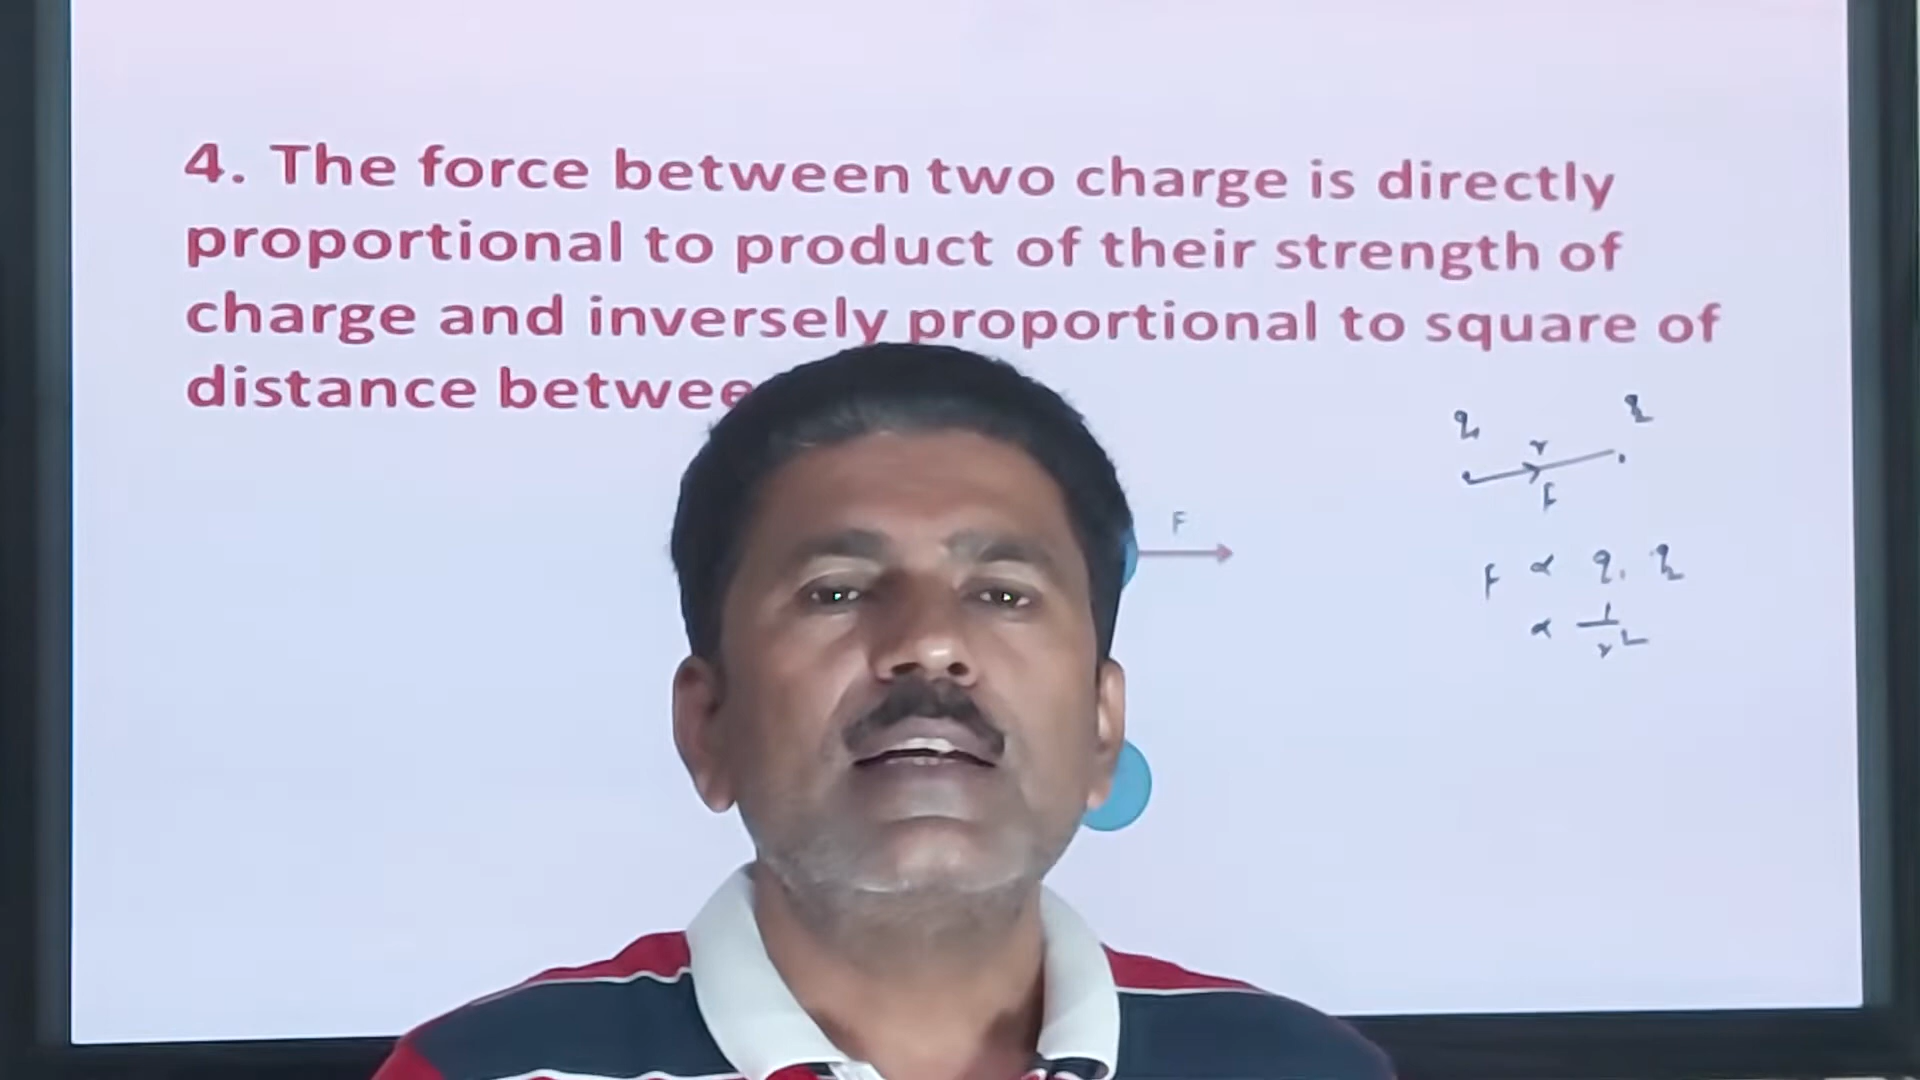 4. The force between two charge is directly
proportional to product of their strength of
charge and inversely proportional to square of
distance
q₁ q₂
r
F
F
F ∝ q₁ q₂
∝ 1/r²